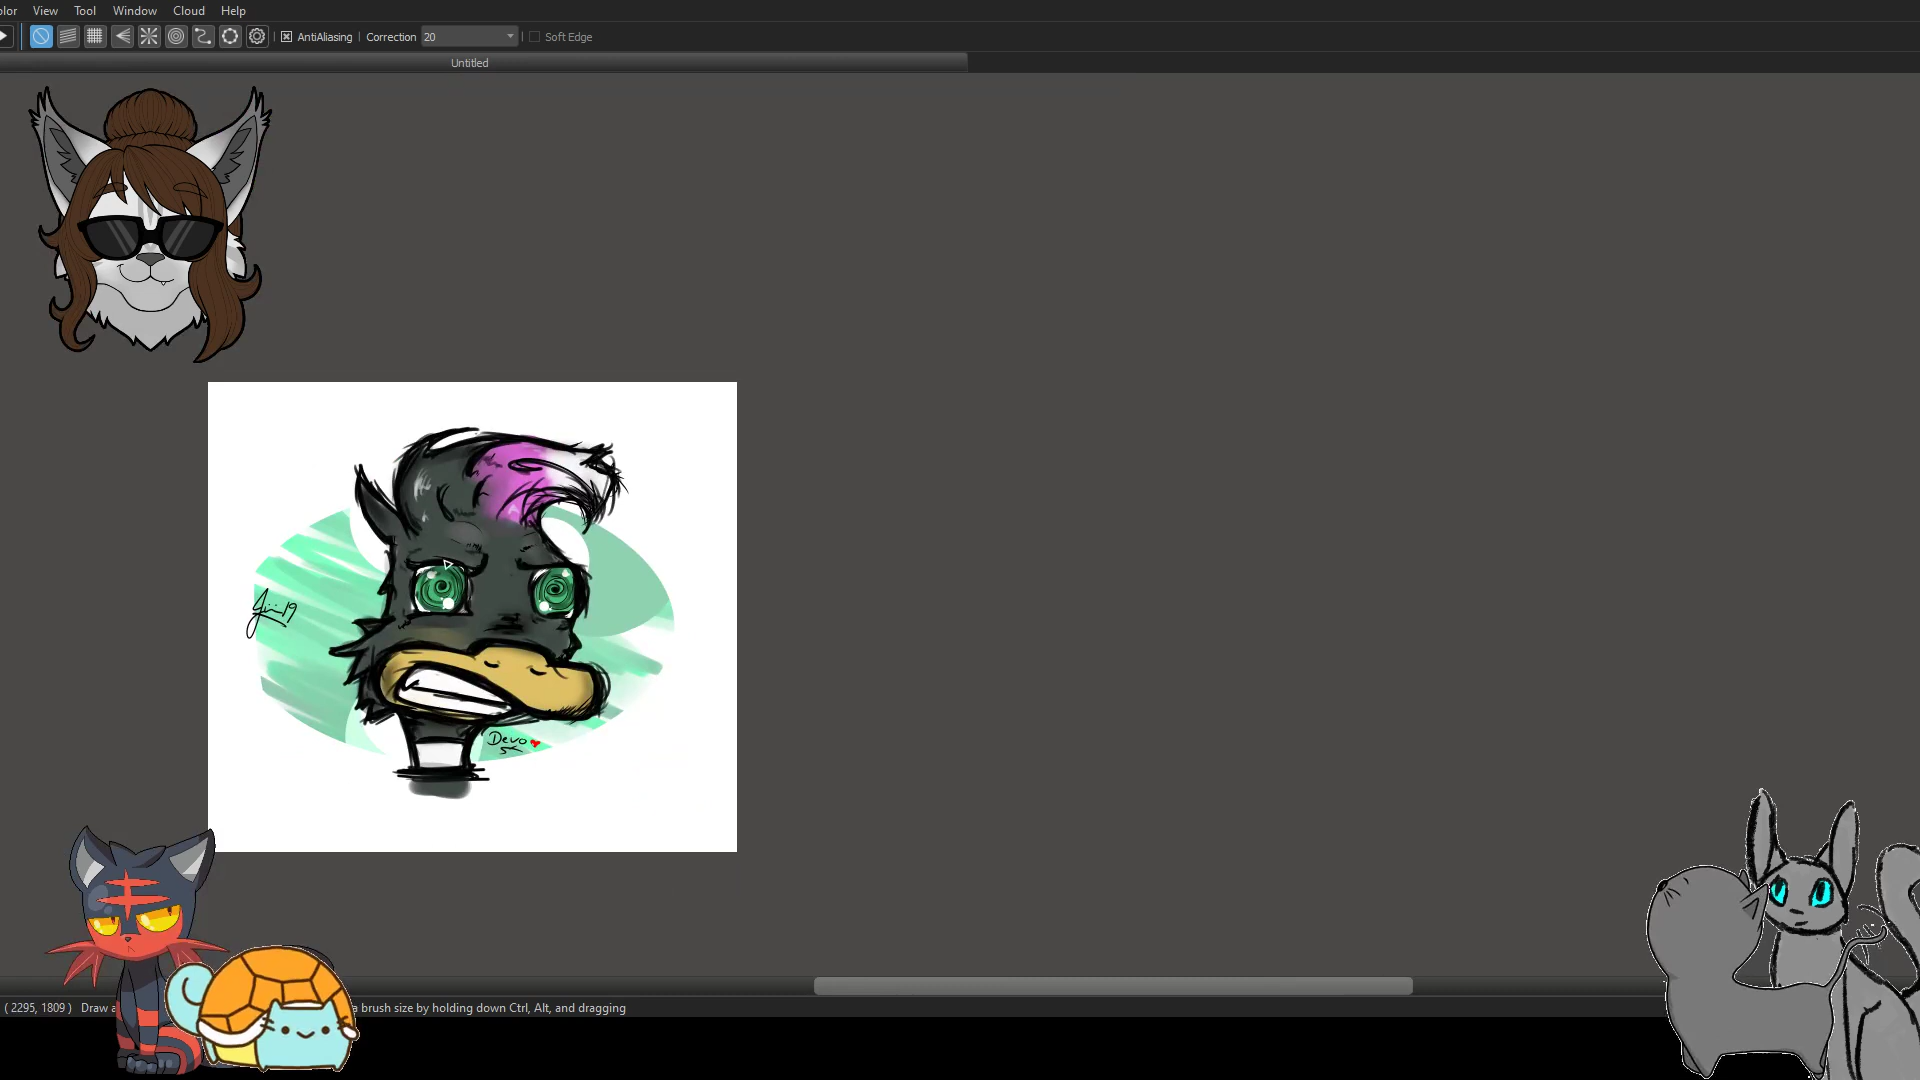 olor View Tool Window Cloud Help
AntiAliasing Correction 20 Soft Edge
Untitled
Devo
( 2295, 1809 ) Draw a brush size by holding down Ctrl, Alt, and dragging